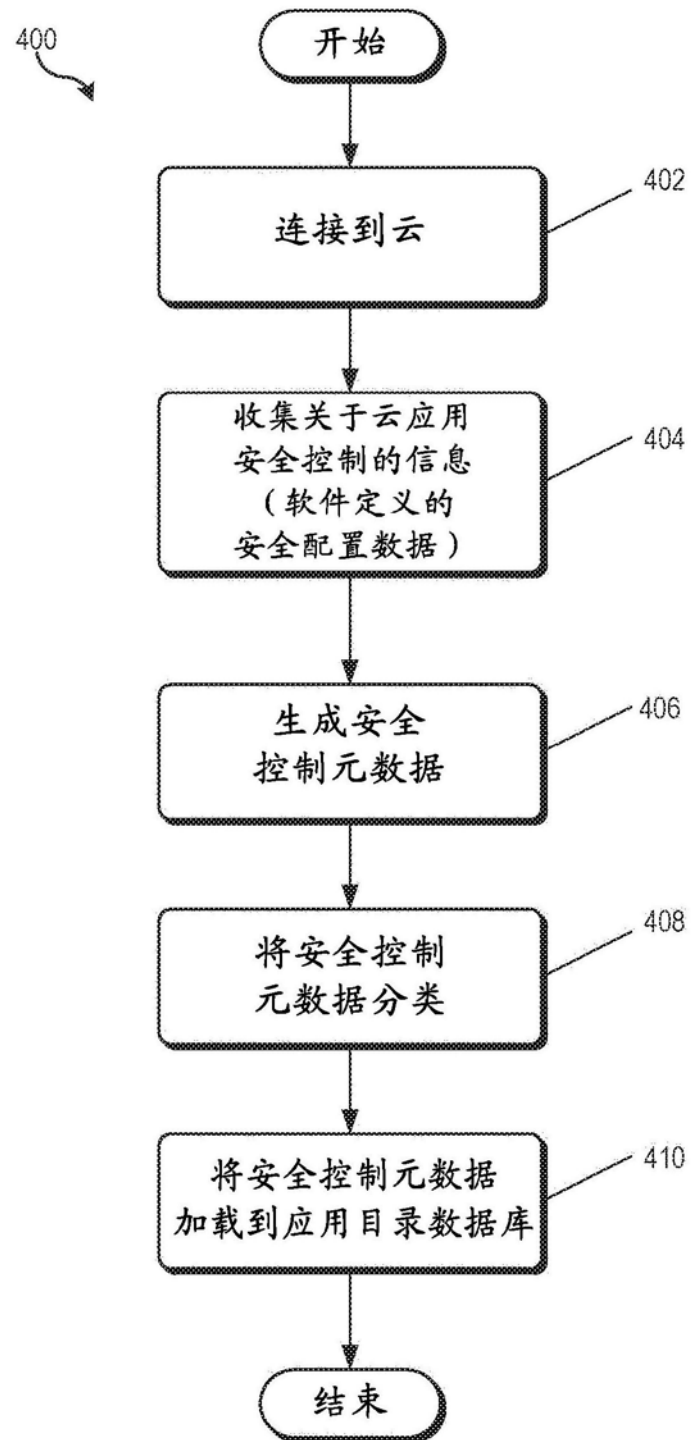 400
开始
连接到云
402
收集关于云应用
安全控制的信息
（软件定义的
安全配置数据）
404
生成安全
控制元数据
406
将安全控制
元数据分类
408
将安全控制元数据
加载到应用目录数据库
410
结束